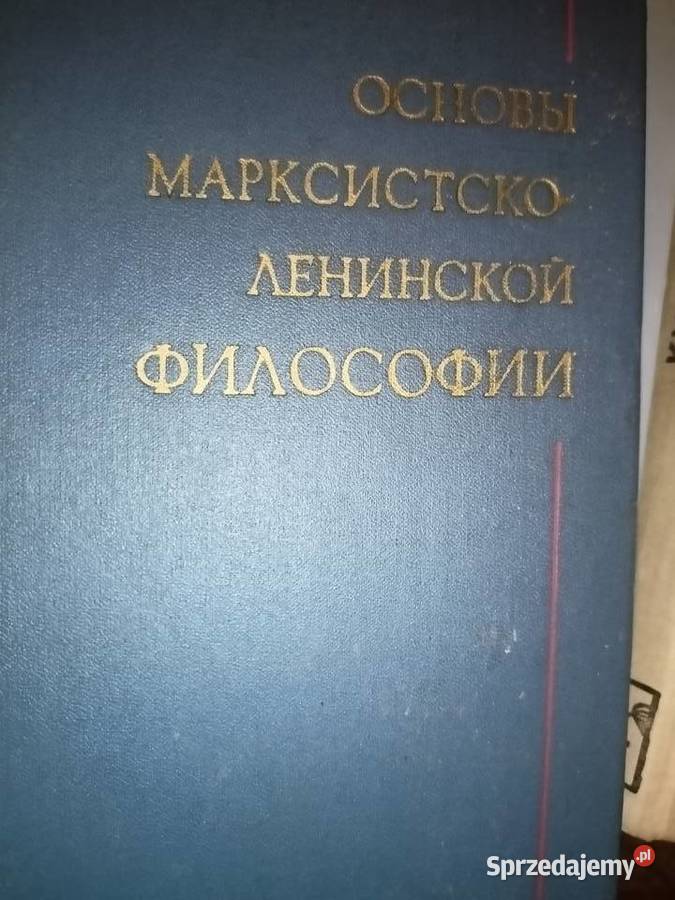 ОСНОВЫ
МАРКСИСТСКО-
ЛЕНИНСКОЙ
ФИЛОСОФИИ
Sprzedajemy.pl